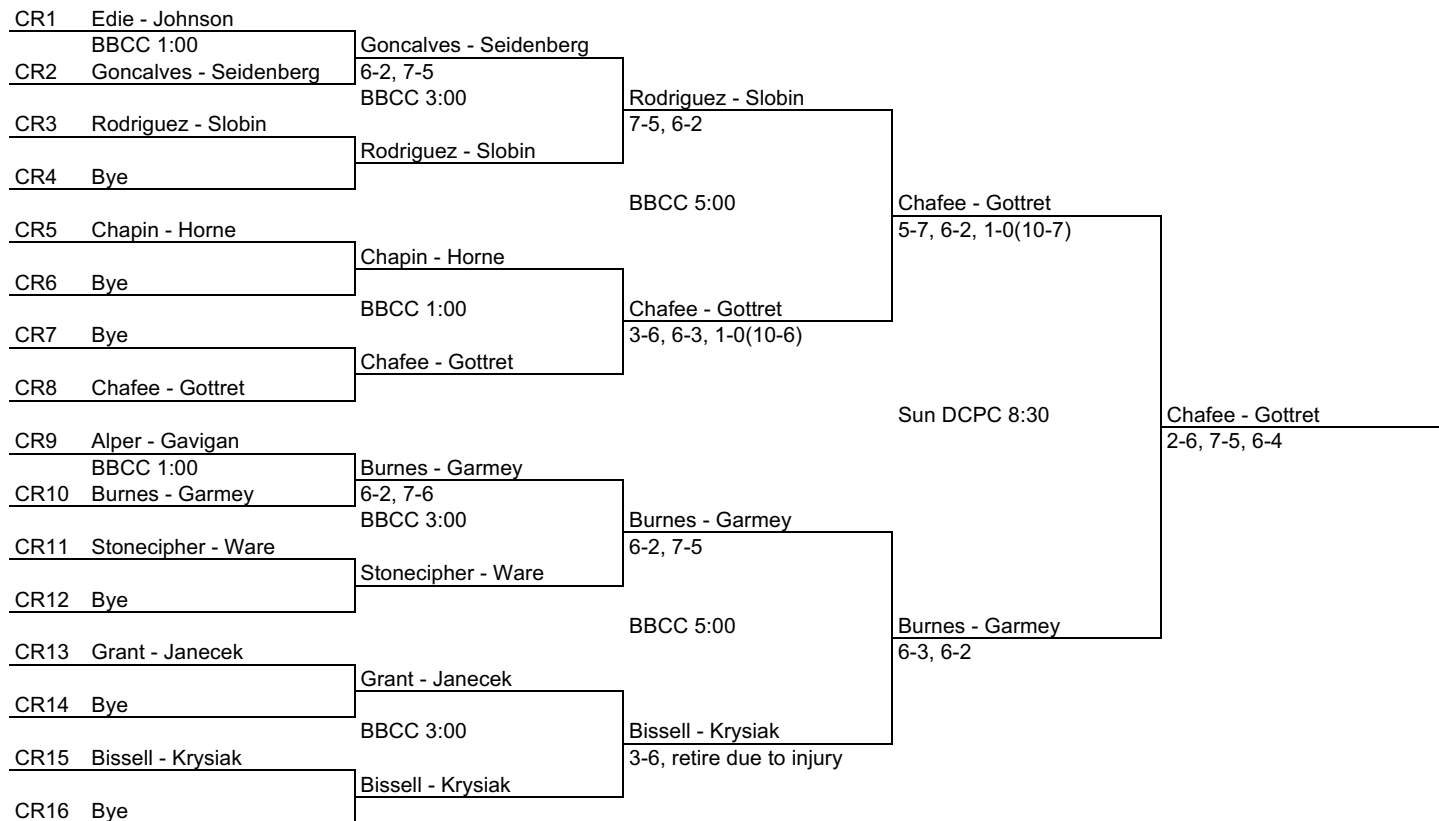 CR1 Edie - Johnson
BBCC 1:00 Goncalves - Seidenberg
CR2 Goncalves - Seidenberg 6-2, 7-5
BBCC 3:00 Rodriguez - Slobin
CR3 Rodriguez - Slobin 7-5, 6-2
Rodriguez - Slobin
CR4 Bye
BBCC 5:00 Chafee - Gottret
CR5 Chapin - Horne 5-7, 6-2, 1-0(10-7)
Chapin - Horne
CR6 Bye
BBCC 1:00 Chafee - Gottret
CR7 Bye 3-6, 6-3, 1-0(10-6)
Chafee - Gottret
CR8 Chafee - Gottret
Sun DCPC 8:30 Chafee - Gottret
CR9 Alper - Gavigan 2-6, 7-5, 6-4
BBCC 1:00 Burnes - Garmey
CR10 Burnes - Garmey 6-2, 7-6
BBCC 3:00 Burnes - Garmey
CR11 Stonecipher - Ware 6-2, 7-5
Stonecipher - Ware
CR12 Bye
BBCC 5:00 Burnes - Garmey
CR13 Grant - Janecek 6-3, 6-2
Grant - Janecek
CR14 Bye
BBCC 3:00 Bissell - Krysiak
CR15 Bissell - Krysiak 3-6, retire due to injury
Bissell - Krysiak
CR16 Bye